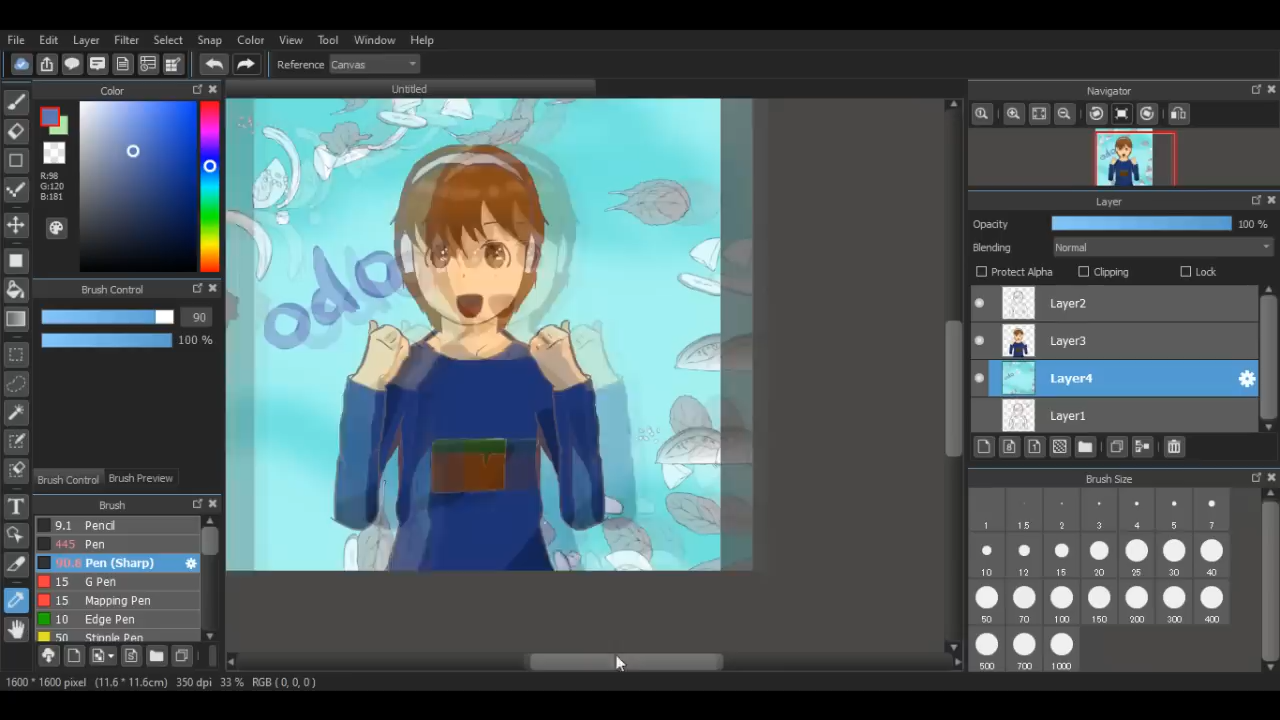 File Edit Layer Filter Select Snap Color View Tool Window Help
Reference Canvas
Color
R:98
G:120
B:181
Brush Control
90
100 %
Brush Control Brush Preview
Brush
9.1 Pencil
445 Pen
90.6 Pen (Sharp)
15 G Pen
15 Mapping Pen
10 Edge Pen
50 Stipple Pen
Untitled
Navigator
Layer
Opacity 100 %
Blending Normal
Protect Alpha Clipping Lock
Layer2
Layer3
Layer4
Layer1
Brush Size
1 1.5 2 3 4 5 7
10 12 15 20 25 30 40
50 70 100 150 200 300 400
500 700 1000
1600 * 1600 pixel (11.6 * 11.6cm) 350 dpi 33 % RGB ( 0, 0, 0 )